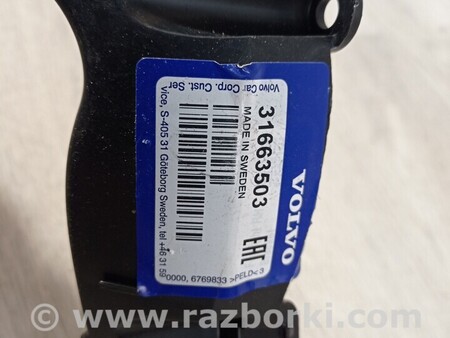 VOLVO
31663503
MADE IN SWEDEN
EAC
Volvo Car Corp. Cust. Ser
vice, S-405 31 Göteborg Sweden, tel +46 31 59
0000, 6769833 >PELD< 3
www.razborki.com